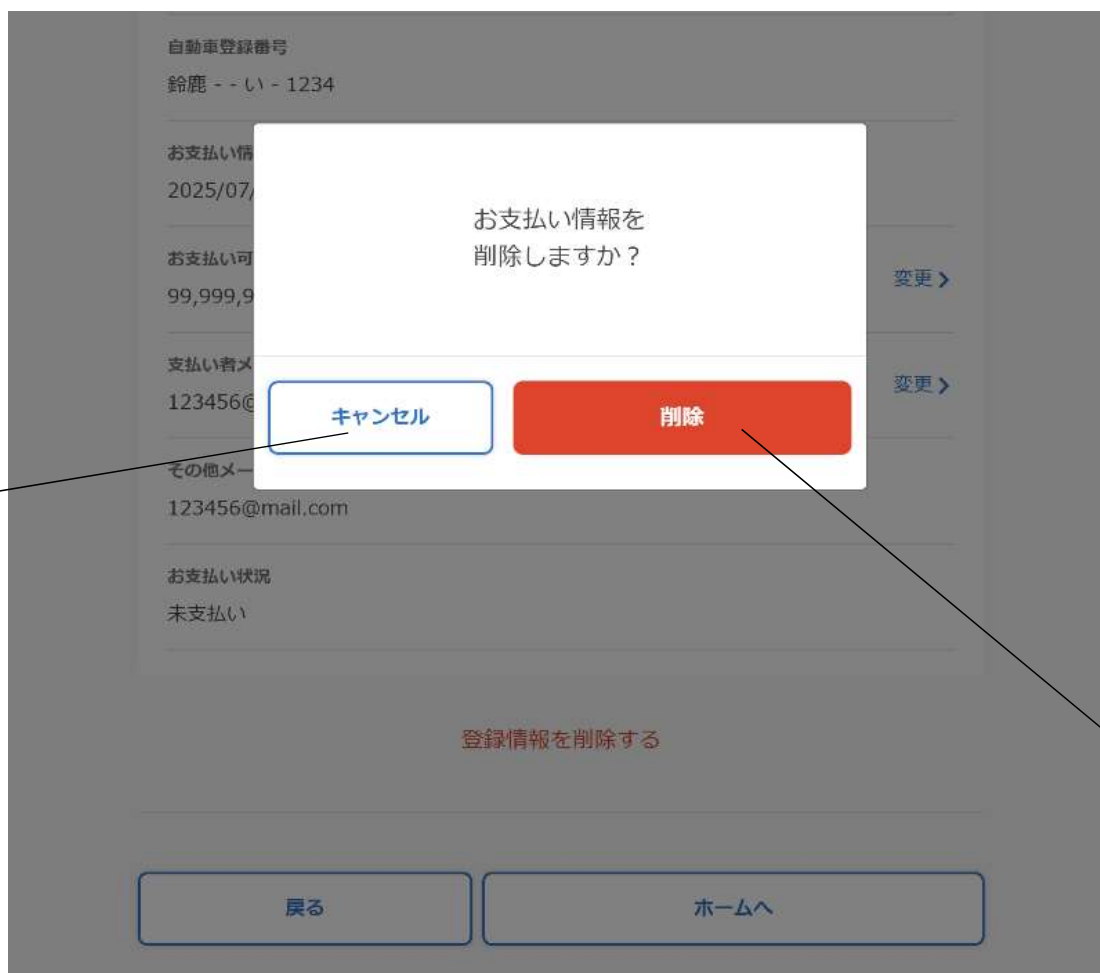 自動車登録番号
鈴鹿 - - い - 1234
お支払い情
2025/07/
お支払い可
99,999,9
変更
支払い者メ
123456@
変更
お支払い情報を
削除しますか？
キャンセル
削除
その他メー
123456@mail.com
お支払い状況
未支払い
登録情報を削除する
戻る
ホームへ